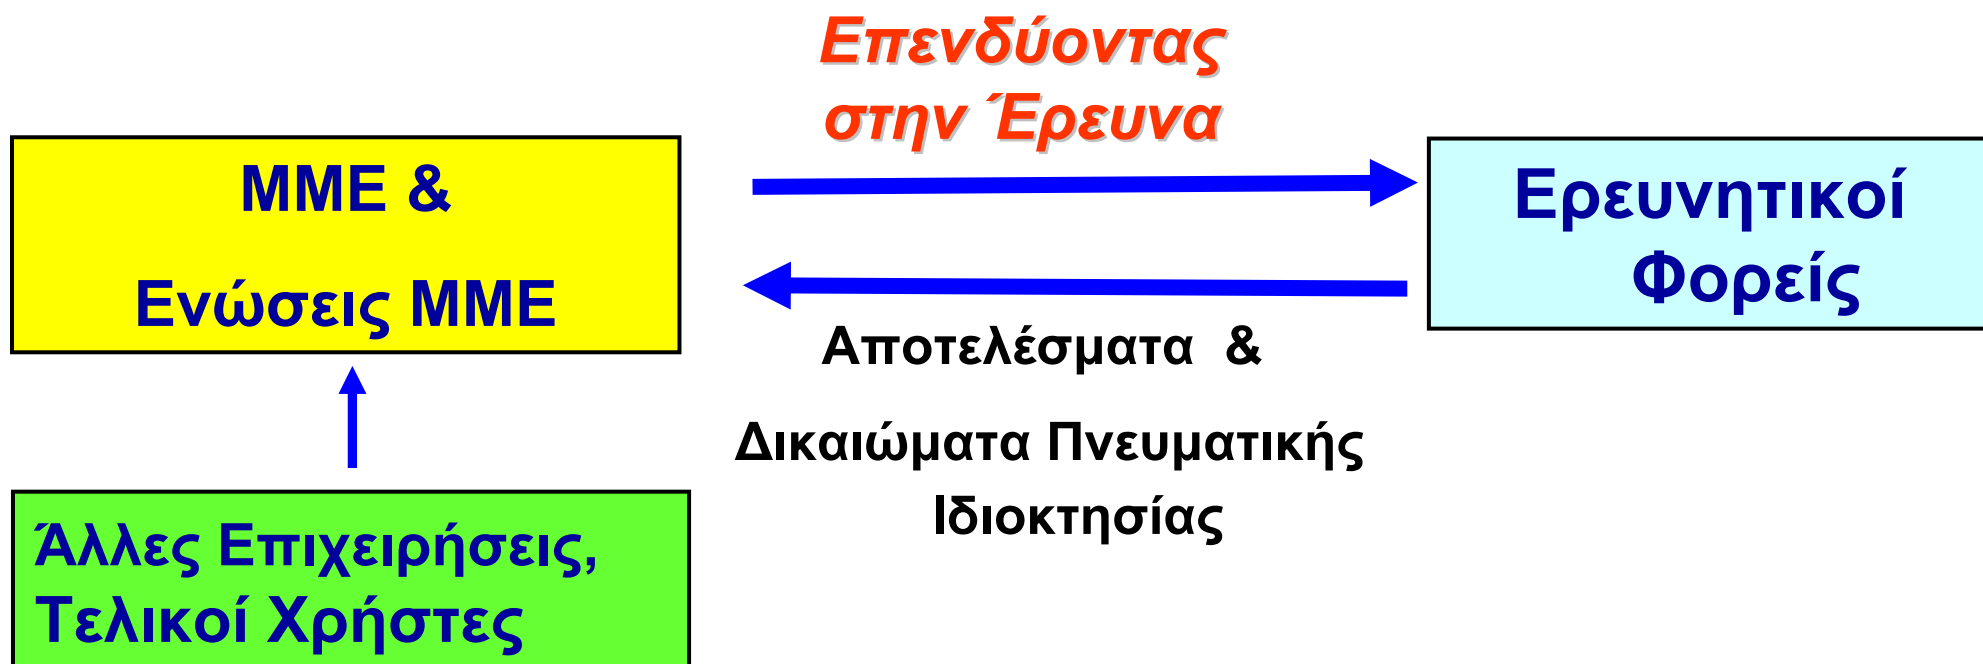 Επενδύοντας
στην Έρευνα
ΜΜΕ &
Ενώσεις ΜΜΕ
Ερευνητικοί
Φορείς
Αποτελέσματα &
Δικαιώματα Πνευματικής
Ιδιοκτησίας
Άλλες Επιχειρήσεις,
Τελικοί Χρήστες